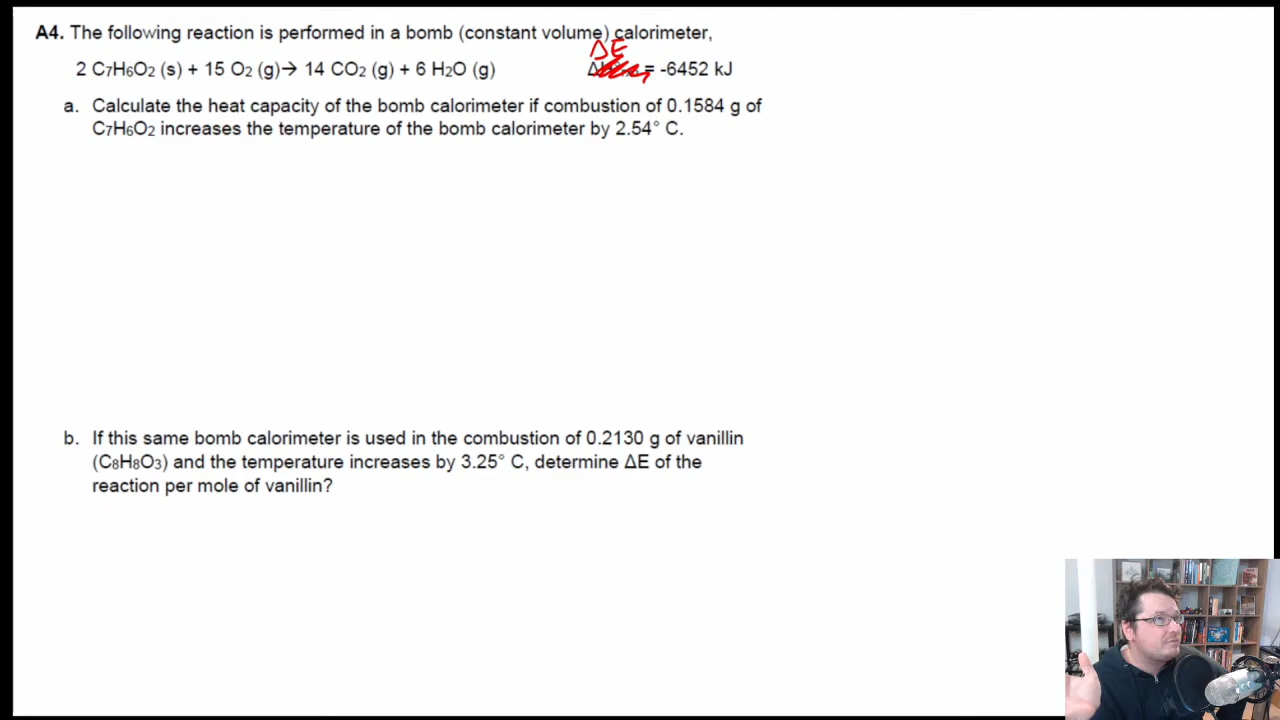 A4. The following reaction is performed in a bomb (constant volume) calorimeter,
ΔE
2 C7H6O2 (s) + 15 O2 (g)→ 14 CO2 (g) + 6 H2O (g) = -6452 kJ
a. Calculate the heat capacity of the bomb calorimeter if combustion of 0.1584 g of
C7H6O2 increases the temperature of the bomb calorimeter by 2.54° C.
b. If this same bomb calorimeter is used in the combustion of 0.2130 g of vanillin
(C8H8O3) and the temperature increases by 3.25° C, determine ΔE of the
reaction per mole of vanillin?